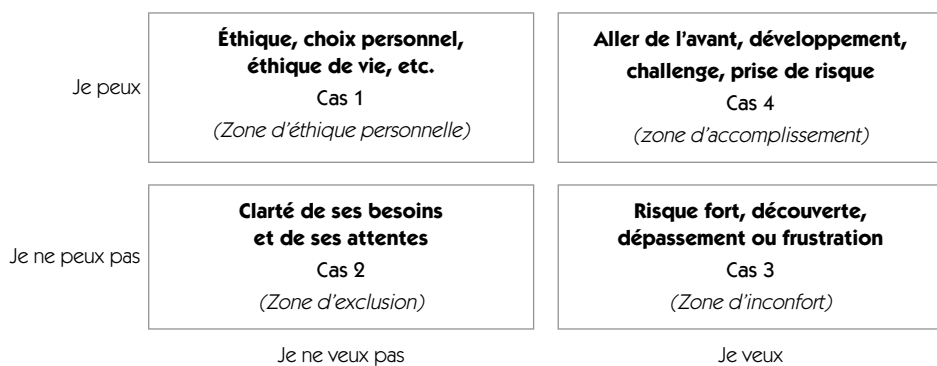 Je peux
Éthique, choix personnel,
éthique de vie, etc.
Cas 1
(Zone d'éthique personnelle)
Aller de l'avant, développement,
challenge, prise de risque
Cas 4
(zone d'accomplissement)
Je ne peux pas
Clarté de ses besoins
et de ses attentes
Cas 2
(Zone d'exclusion)
Risque fort, découverte,
dépassement ou frustration
Cas 3
(Zone d'inconfort)
Je ne veux pas
Je veux